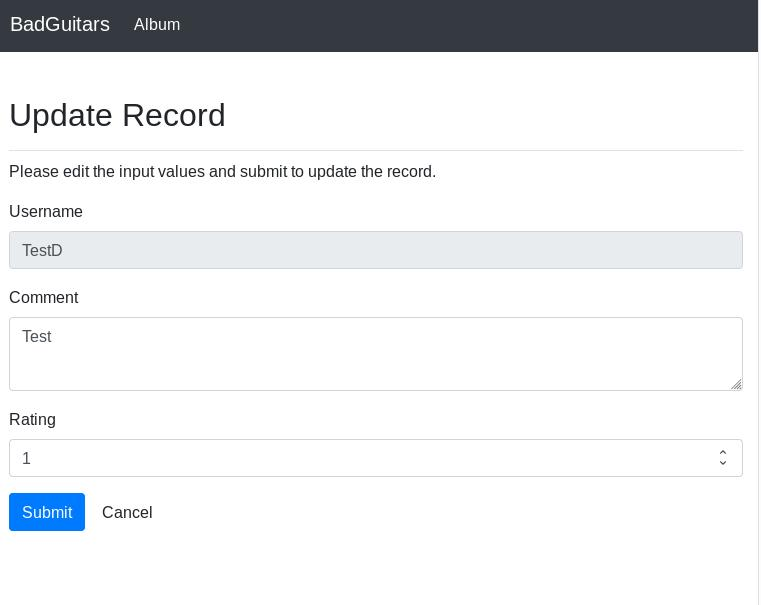 BadGuitars Album
Update Record
Please edit the input values and submit to update the record.
Username
TestD
Comment
Test
Rating
1
Submit Cancel